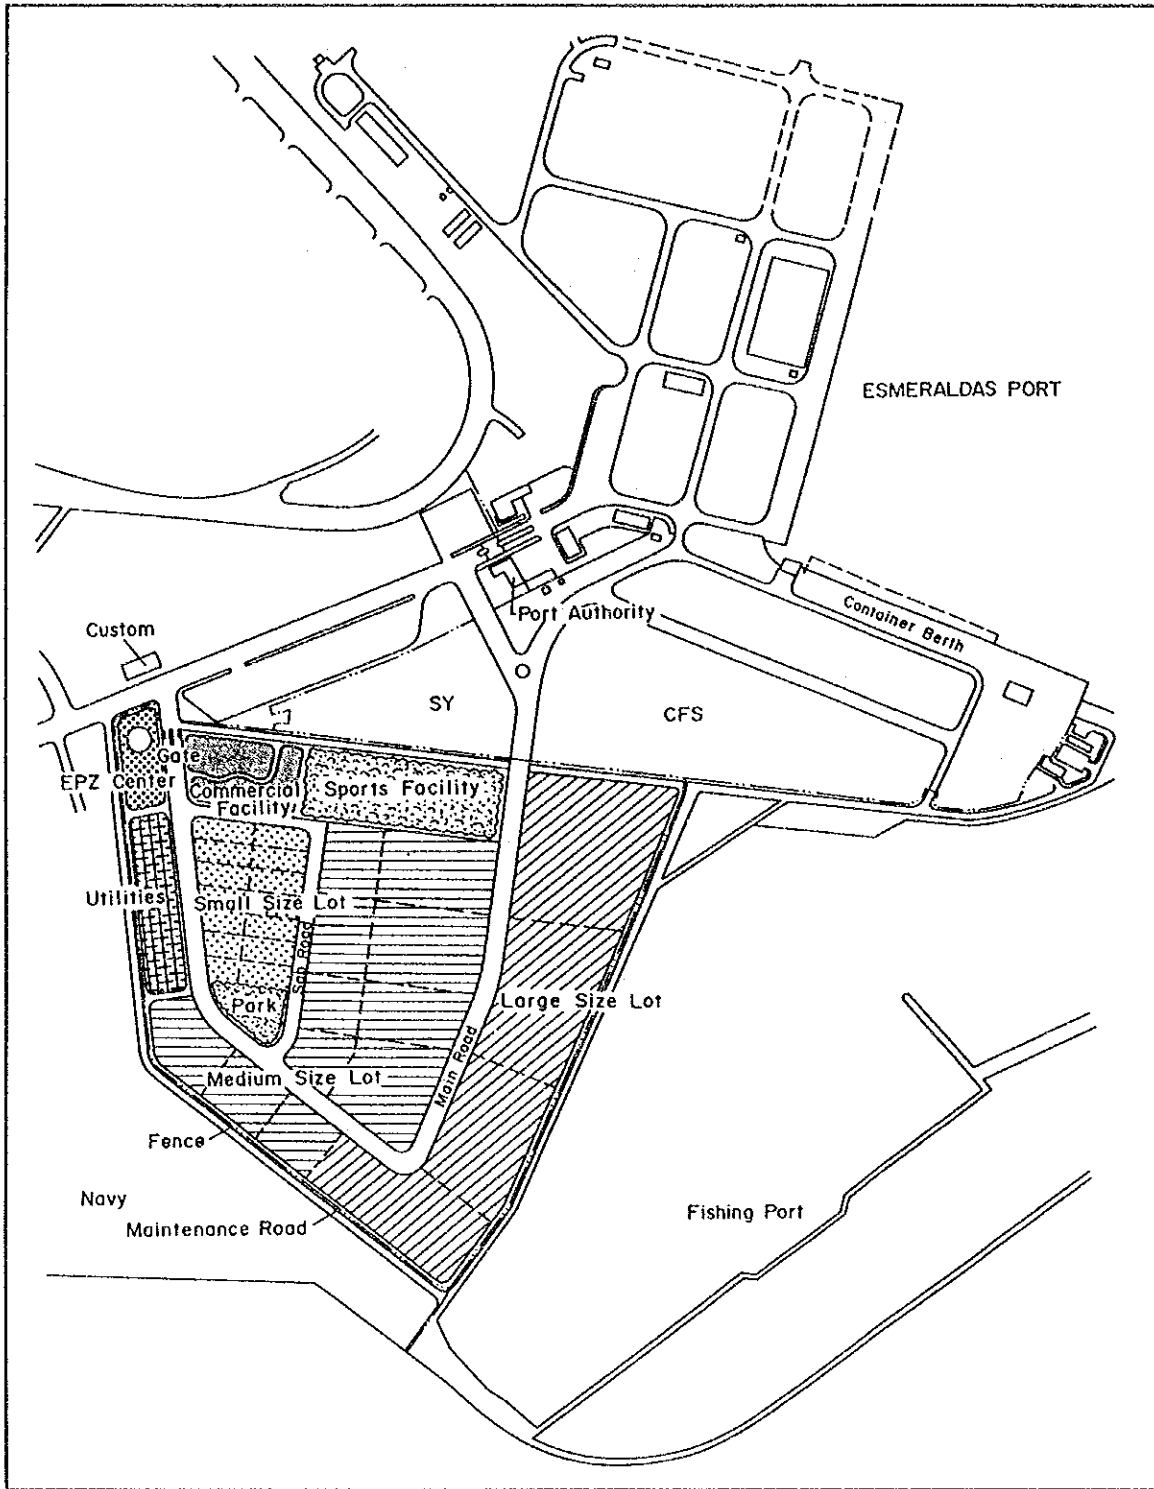 ESMERALDAS PORT
Container Berth
Port Authority
Custom
SY
CFS
Gate
EPZ Center
Commercial
Facility
Sports Facility
Utilities
Small Size Lot
Sub Road
Park
Large Size Lot
Main Road
Medium Size Lot
Fence
Navy
Maintenance Road
Fishing Port